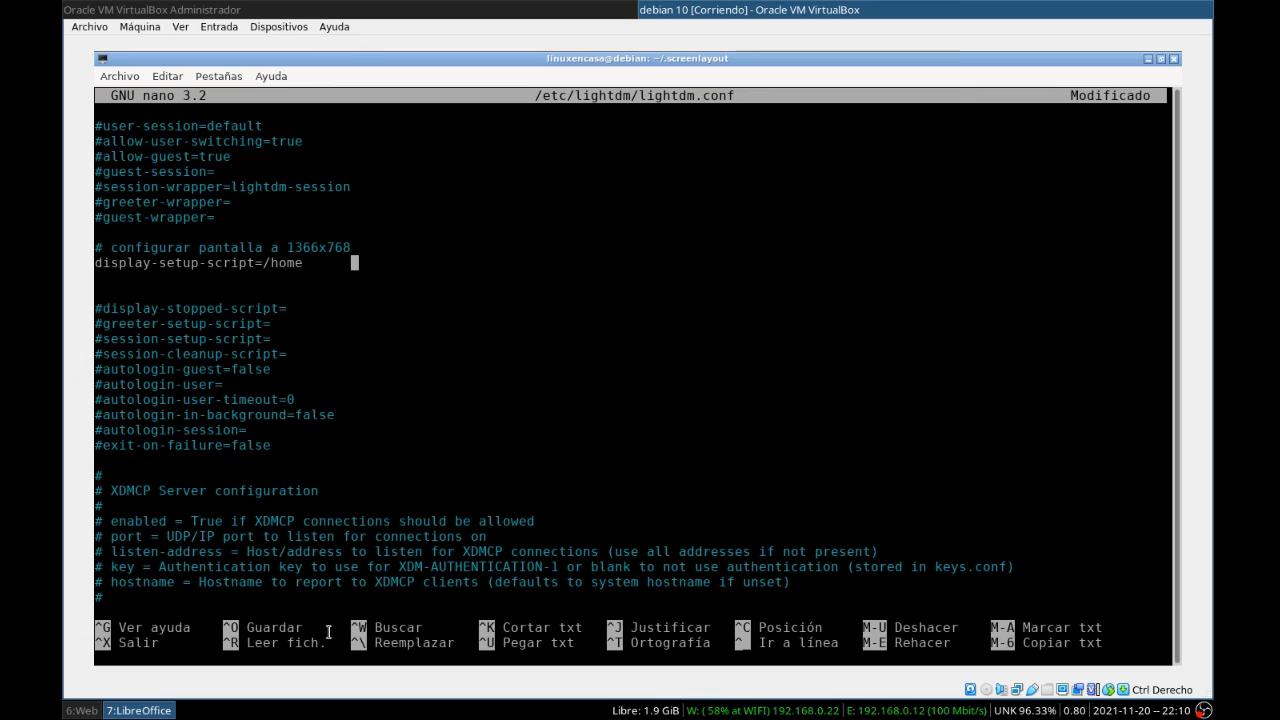 Oracle VM VirtualBox Administrador
debian 10 [Corriendo] - Oracle VM VirtualBox
Archivo Máquina Ver Entrada Dispositivos Ayuda
linuxencasa@debian: ~/.screenlayout
Archivo Editar Pestañas Ayuda
GNU nano 3.2 /etc/lightdm/lightdm.conf Modificado
#user-session=default
#allow-user-switching=true
#allow-guest=true
#guest-session=
#session-wrapper=lightdm-session
#greeter-wrapper=
#guest-wrapper=
# configurar pantalla a 1366x768
display-setup-script=/home
#display-stopped-script=
#greeter-setup-script=
#session-setup-script=
#session-cleanup-script=
#autologin-guest=false
#autologin-user=
#autologin-user-timeout=0
#autologin-in-background=false
#autologin-session=
#exit-on-failure=false
#
# XDMCP Server configuration
#
# enabled = True if XDMCP connections should be allowed
# port = UDP/IP port to listen for connections on
# listen-address = Host/address to listen for XDMCP connections (use all addresses if not present)
# key = Authentication key to use for XDM-AUTHENTICATION-1 or blank to not use authentication (stored in keys.conf)
# hostname = Hostname to report to XDMCP clients (defaults to system hostname if unset)
#
^G Ver ayuda ^O Guardar ^W Buscar ^K Cortar txt ^J Justificar ^C Posición M-U Deshacer M-A Marcar txt
^X Salir ^R Leer fich. ^\ Reemplazar ^U Pegar txt ^T Ortografía ^_ Ir a línea M-E Rehacer M-6 Copiar txt
Ctrl Derecho
6:Web 7:LibreOffice Libre: 1.9 GiB W: ( 58% at WIFI) 192.168.0.22 E: 192.168.0.12 (100 Mbit/s) UNK 96.33% 0.80 2021-11-20 -- 22:10